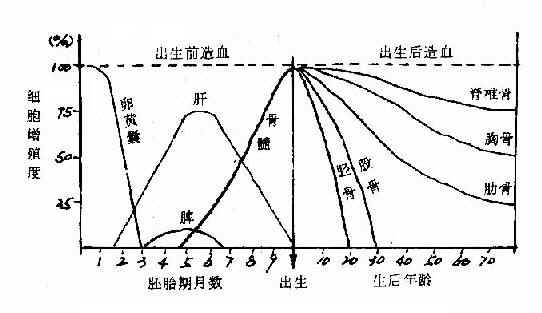 (%)
出生前造血
出生后造血
100
75
50
25
细胞增殖度
卵黄囊
肝
骨髓
脾
脊椎骨
胸骨
肋骨
胫骨
股骨
1 2 3 4 5 6 7 8 9
10 20 30 40 50 60 70
胚胎期月数
出生
生后年龄